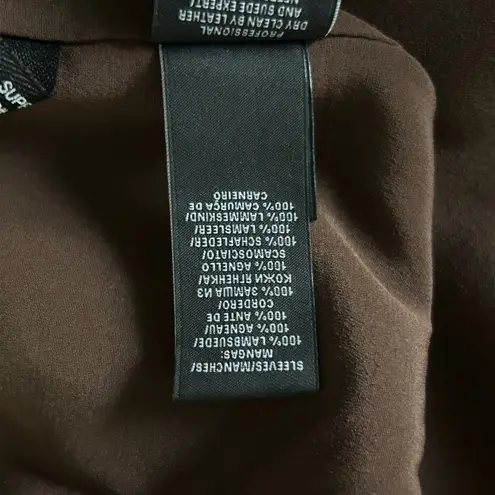 SLEEVES/MANCHES/
MANGAS:
100% LAMBSUEDE/
100% AGNEAU/
100% ANTE DE
CORDERO/
100% ЗАМША ИЗ
КОЖИ ЯГНЕНКА/
100% AGNELLO
SCAMOSCIATO/
100% SCHAFLEDER/
100% LAMSLEER/
100% LAMMESKIND/
100% CAMURÇA DE
CARNEIRO
PROFESSIONAL
DRY CLEAN BY LEATHER
AND SUEDE EXPERT/